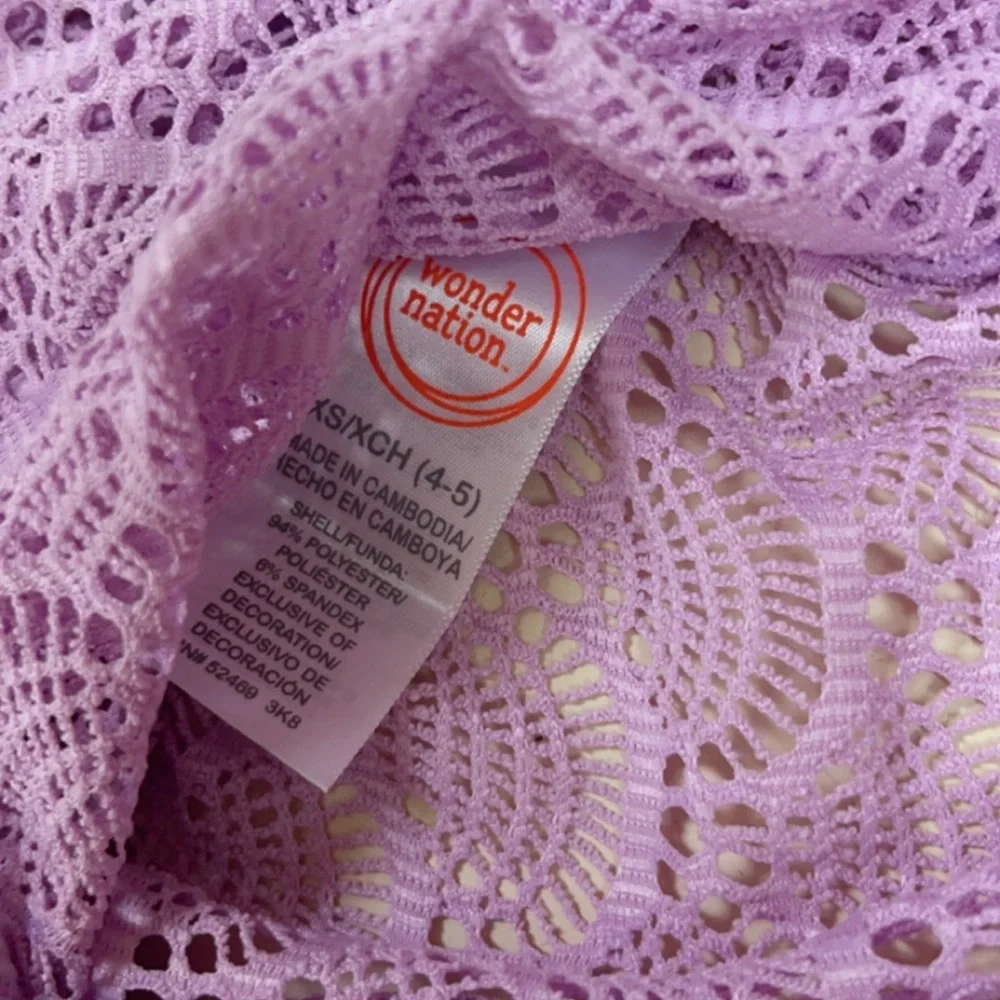 wonder
nation™
XS/XCH (4-5)
MADE IN CAMBODIA/
HECHO EN CAMBOYA
SHELL/FUNDA:
94% POLYESTER/
POLIESTER
6% SPANDEX
EXCLUSIVE OF
DECORATION/
EXCLUSIVO DE
DECORACIÓN
N# 52469 3K8